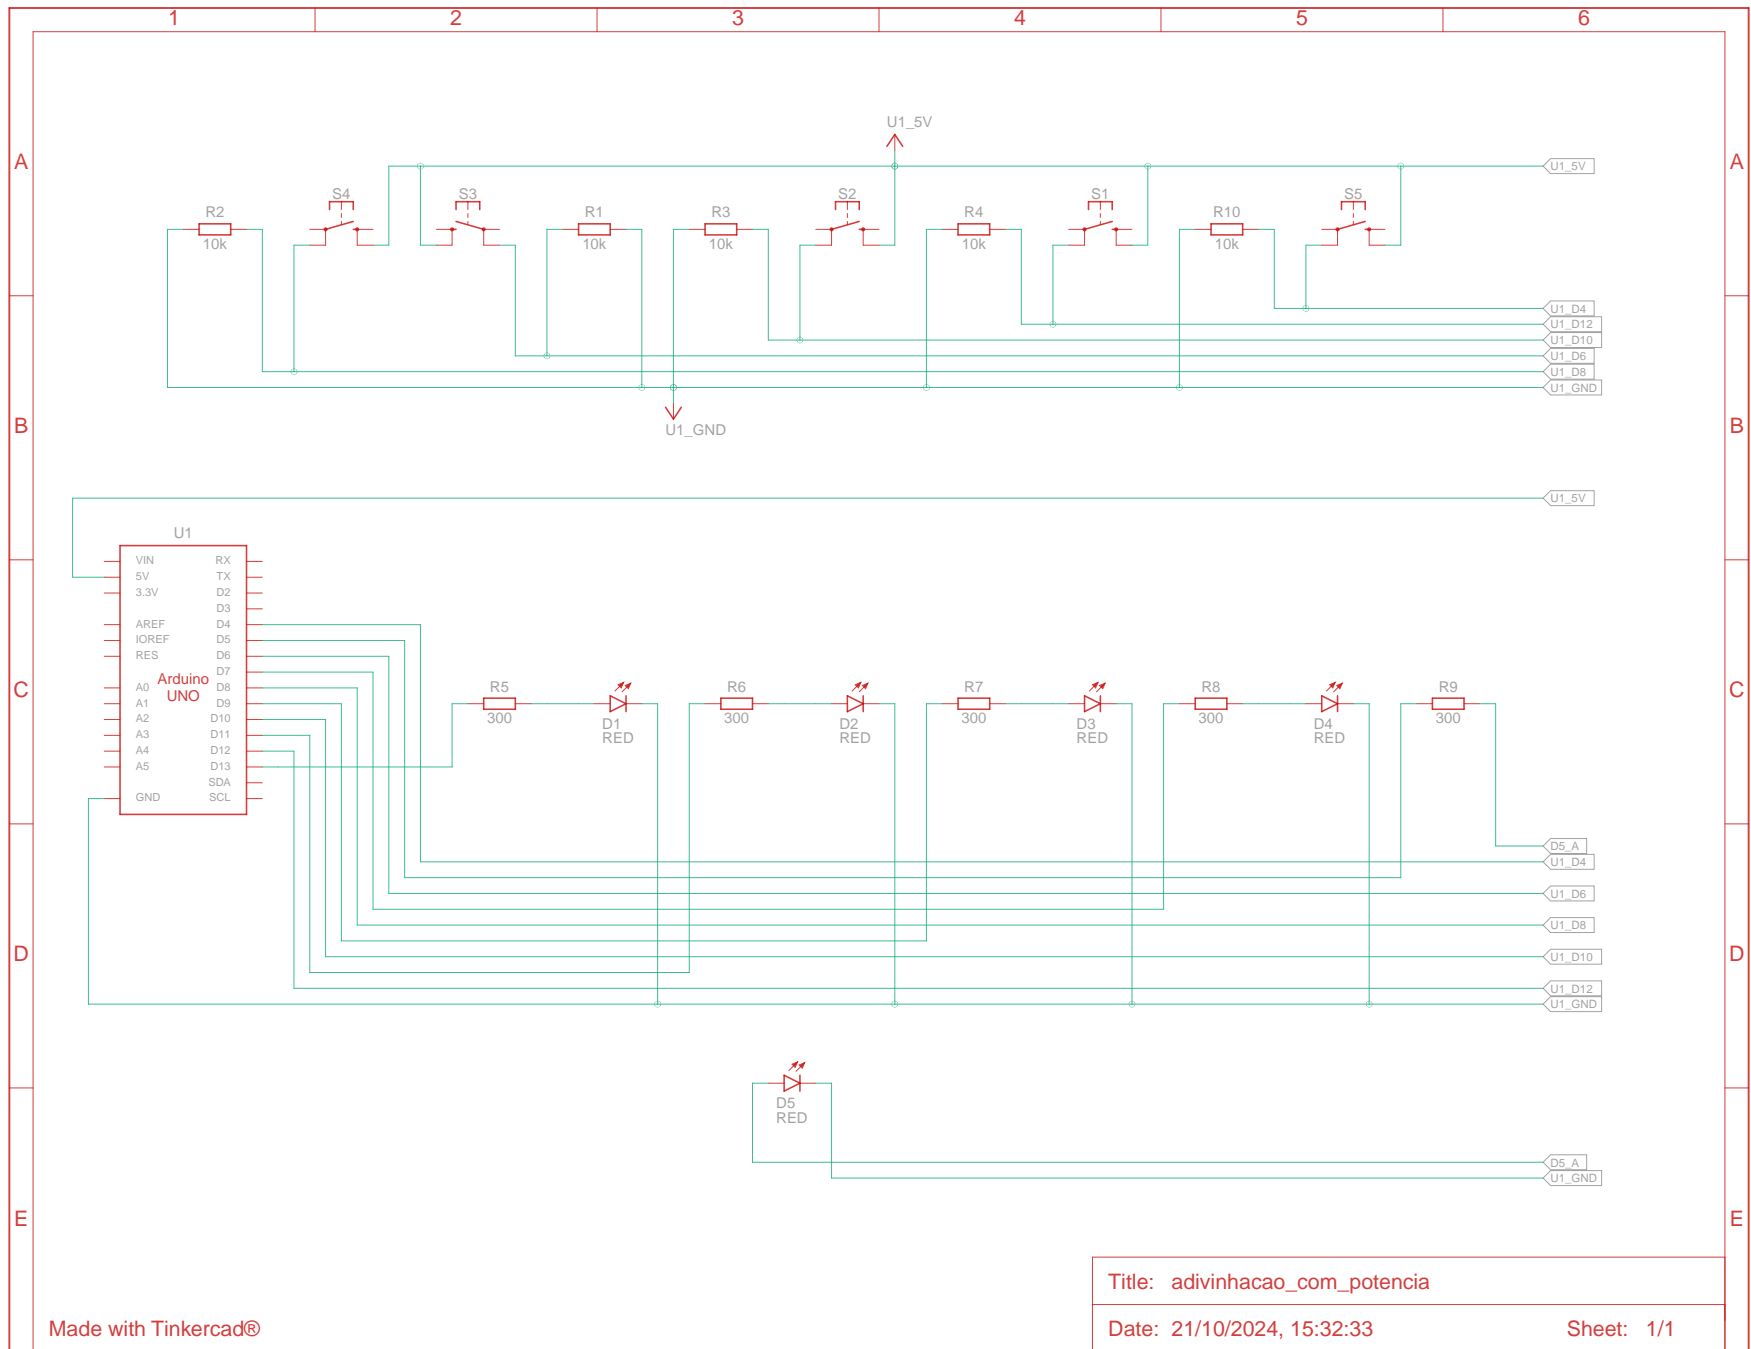 1 2 3 4 5 6
U1_5V
A A
U1_5V
S4 S3 S2 S1 S5
R2 R1 R3 R4 R10
10k 10k 10k 10k 10k
U1_D4
U1_D12
U1_D10
U1_D6
U1_D8
U1_GND
B B
U1_GND
U1_5V
U1
VIN RX
5V TX
3.3V D2
D3
AREF D4
IOREF D5
RES D6
D7
Arduino
UNO
A0 D8
A1 D9
A2 D10
A3 D11
A4 D12
A5 D13
SDA
GND SCL
C C
R5 R6 R7 R8 R9
300 300 300 300 300
D1 D2 D3 D4
RED RED RED RED
D5_A
U1_D4
U1_D6
U1_D8
D D
U1_D10
U1_D12
U1_GND
D5
RED
D5_A
U1_GND
E E
Title: adivinhacao_com_potencia
Made with Tinkercad®
Date: 21/10/2024, 15:32:33 Sheet: 1/1